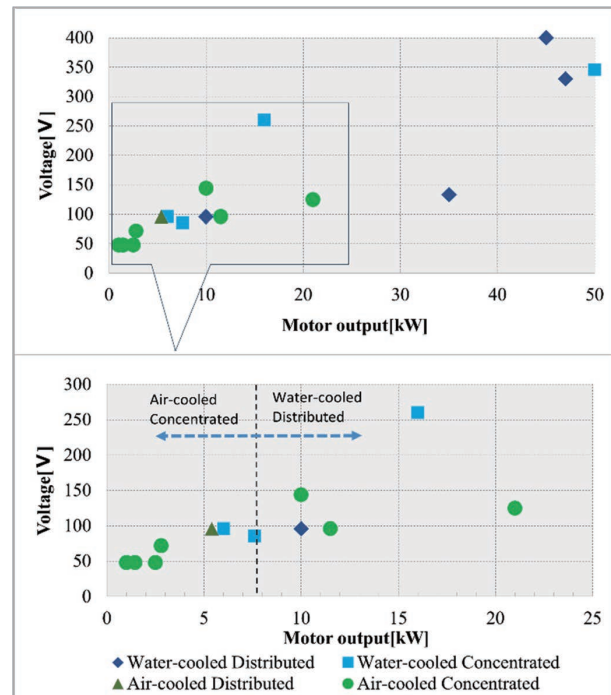 Voltage[V]
400
350
300
250
200
150
100
50
0
0 10 20 30 40 50
Motor output[kW]
Voltage[V]
300
250
200
150
100
50
0
Air-cooled Water-cooled
Concentrated Distributed
0 5 10 15 20 25
Motor output[kW]
Water-cooled Distributed Water-cooled Concentrated
Air-cooled Distributed Air-cooled Concentrated